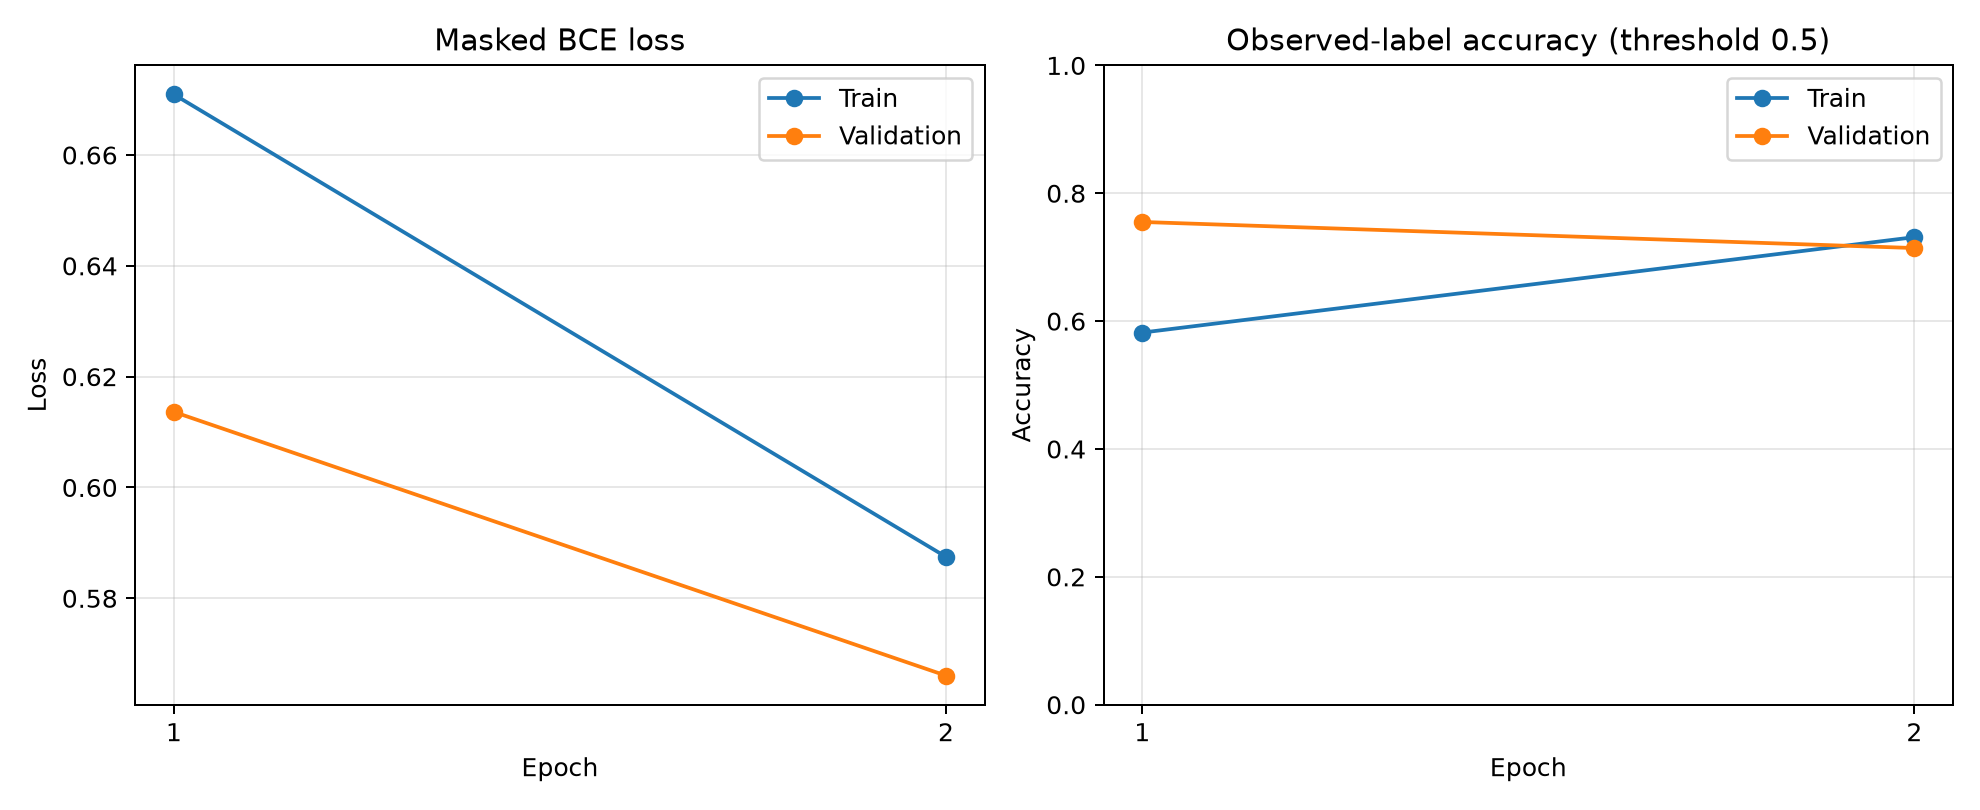 Masked BCE loss
Train
Validation
0.66
0.64
0.62
0.60
0.58
Loss
1
2
Epoch
Observed-label accuracy (threshold 0.5)
Train
Validation
1.0
0.8
0.6
0.4
0.2
0.0
Accuracy
1
2
Epoch